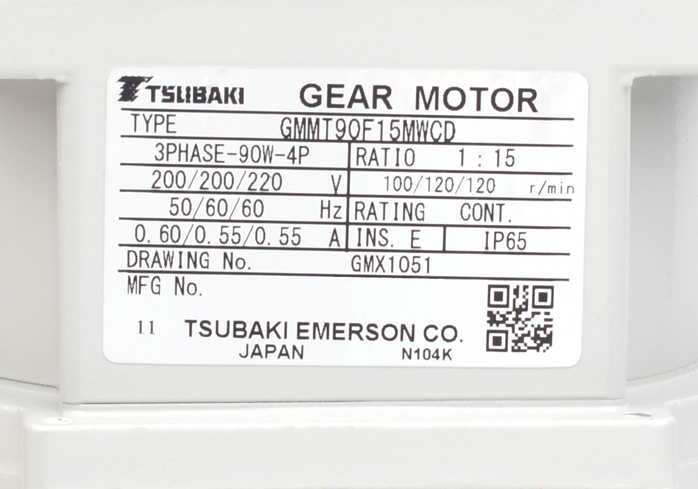 TSUBAKI GEAR MOTOR
TYPE GMMT90F15MWCD
3PHASE-90W-4P RATIO 1 : 15
200/200/220 V 100/120/120 r/min
50/60/60 Hz RATING CONT.
0.60/0.55/0.55 A INS. E IP65
DRAWING No. GMX1051
MFG No.
11 TSUBAKI EMERSON CO.
JAPAN N104K